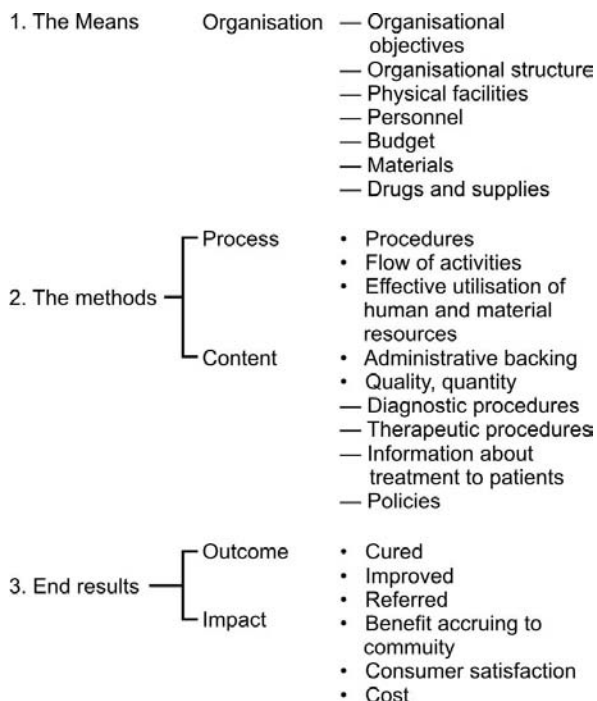 1. The Means Organisation — Organisational
objectives
— Organisational structure
— Physical facilities
— Personnel
— Budget
— Materials
— Drugs and supplies
Process • Procedures
• Flow of activities
2. The methods • Effective utilisation of
human and material
resources
Content • Administrative backing
• Quality, quantity
— Diagnostic procedures
— Therapeutic procedures
— Information about
treatment to patients
— Policies
Outcome • Cured
3. End results • Improved
• Referred
Impact • Benefit accruing to
commuity
• Consumer satisfaction
• Cost